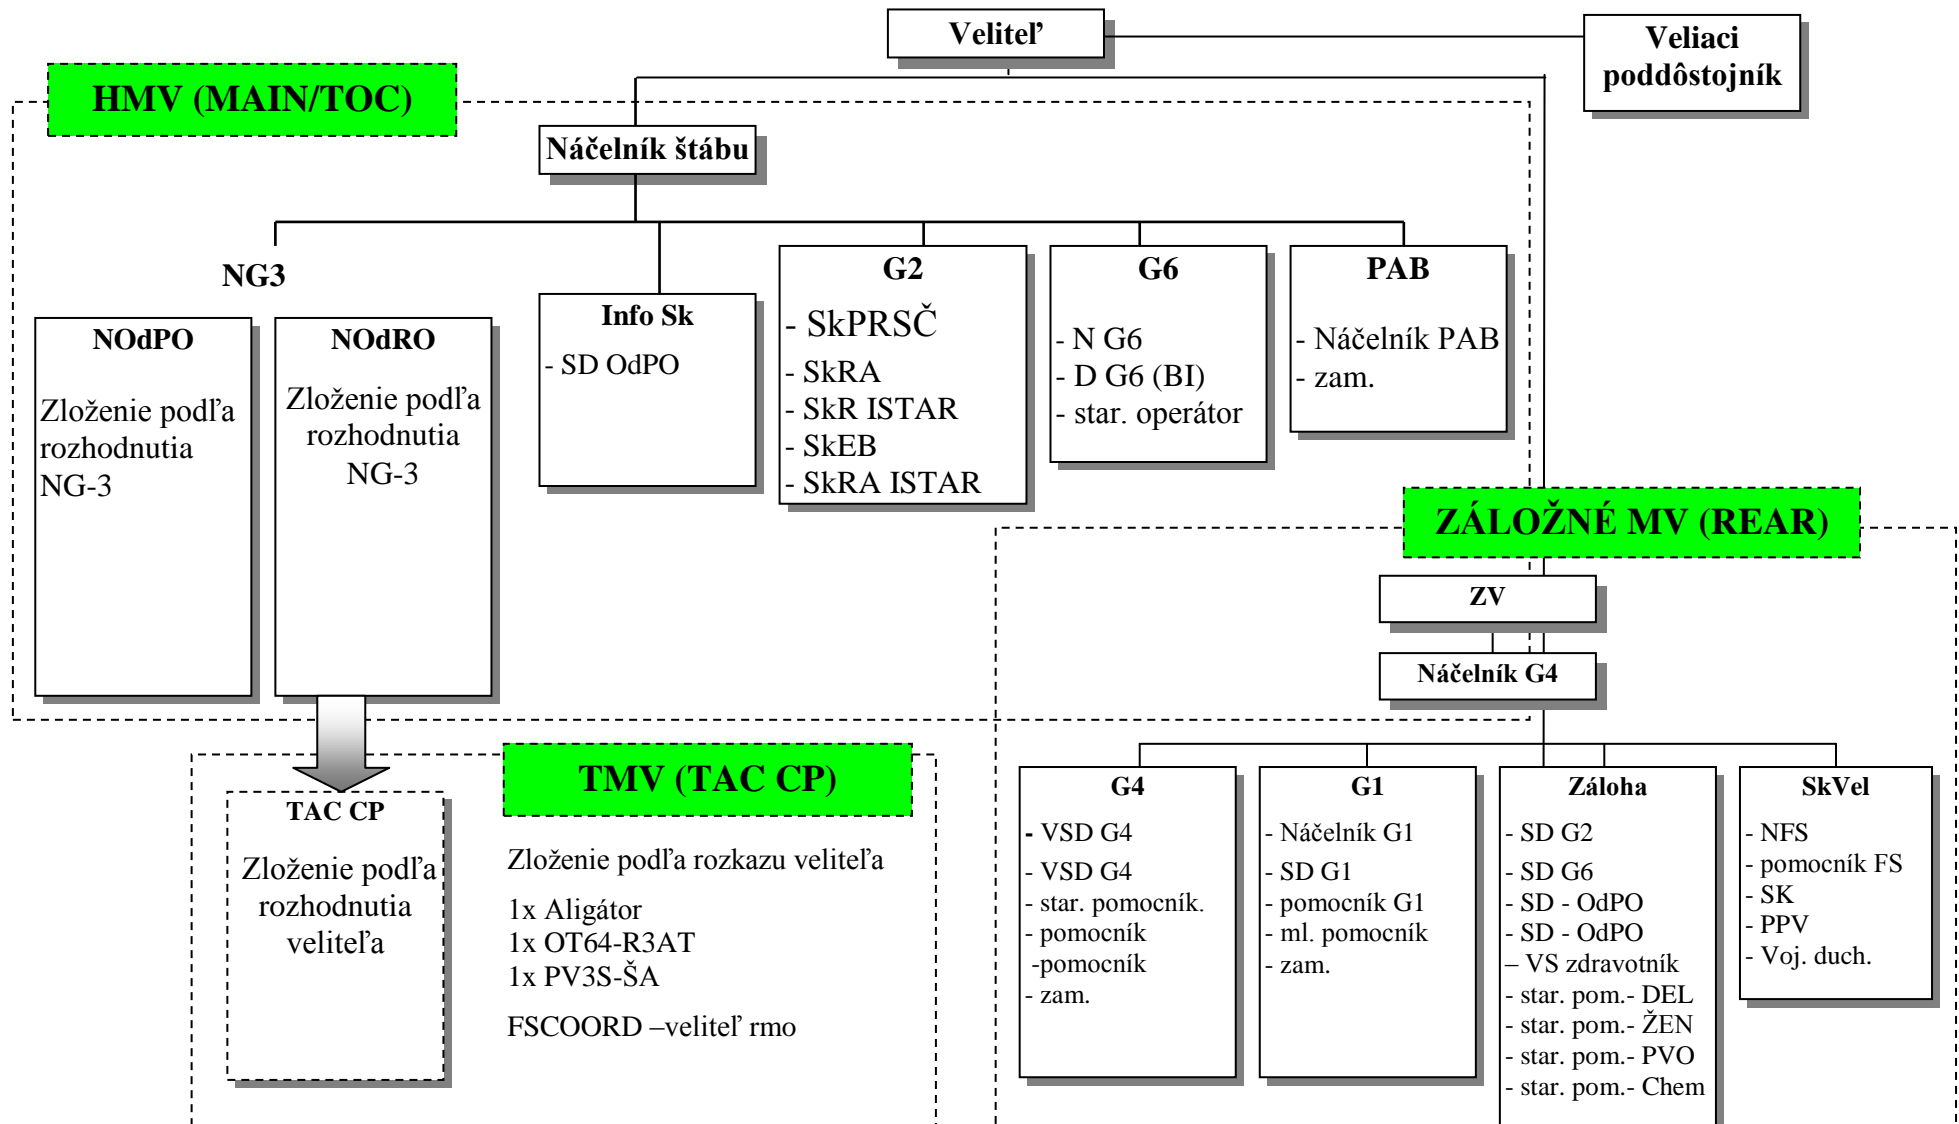 Veliteľ
Veliaci
poddôstojník
HMV (MAIN/TOC)
Náčelník štábu
NG3
NOdPO
Zloženie podľa
rozhodnutia
NG-3
NOdRO
Zloženie podľa
rozhodnutia
NG-3
Info Sk
- SD OdPO
G2
- SkPRSČ
- SkRA
- SkR ISTAR
- SkEB
- SkRA ISTAR
G6
- N G6
- D G6 (BI)
- star. operátor
PAB
- Náčelník PAB
- zam.
ZÁLOŽNÉ MV (REAR)
ZV
Náčelník G4
TMV (TAC CP)
TAC CP
Zloženie podľa
rozhodnutia
veliteľa
Zloženie podľa rozkazu veliteľa
1x Aligátor
1x OT64-R3AT
1x PV3S-ŠA
FSCOORD –veliteľ rmo
G4
- VSD G4
- VSD G4
- star. pomocník.
- pomocník
-pomocník
- zam.
G1
- Náčelník G1
- SD G1
- pomocník G1
- ml. pomocník
- zam.
Záloha
- SD G2
- SD G6
- SD - OdPO
- SD - OdPO
– VS zdravotník
- star. pom.- DEL
- star. pom.- ŽEN
- star. pom.- PVO
- star. pom.- Chem
SkVel
- NFS
- pomocník FS
- SK
- PPV
- Voj. duch.